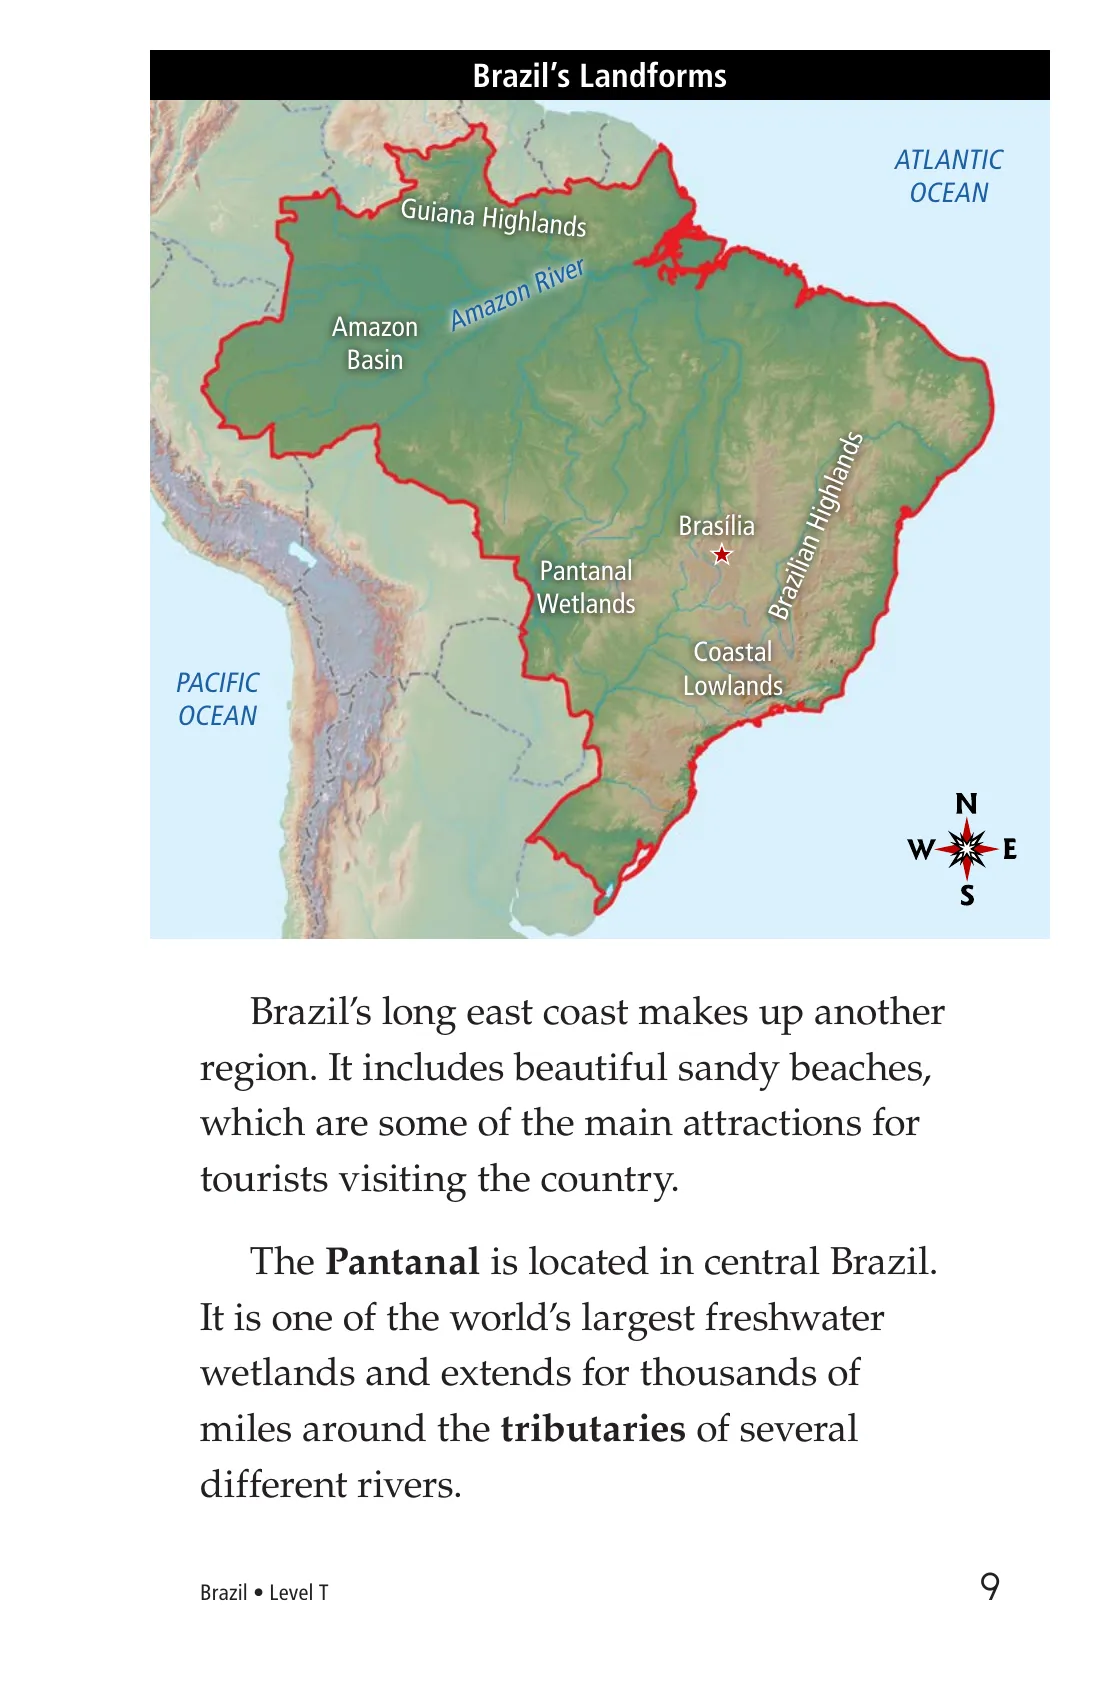 Brazil’s Landforms
ATLANTIC
OCEAN
Guiana Highlands
Amazon River
Amazon
Basin
Brazilian Highlands
Brasília
Pantanal
Wetlands
Coastal
Lowlands
PACIFIC
OCEAN
N
W E
S
Brazil’s long east coast makes up another
region. It includes beautiful sandy beaches,
which are some of the main attractions for
tourists visiting the country.
The Pantanal is located in central Brazil.
It is one of the world’s largest freshwater
wetlands and extends for thousands of
miles around the tributaries of several
different rivers.
Brazil • Level T
9